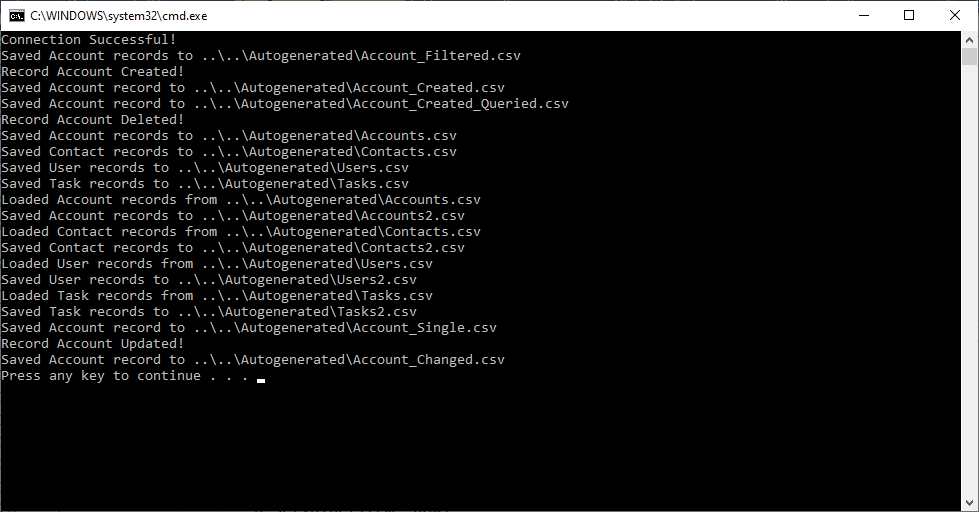 C:\WINDOWS\system32\cmd.exe
Connection Successful!
Saved Account records to ..\..\Autogenerated\Account_Filtered.csv
Record Account Created!
Saved Account record to ..\..\Autogenerated\Account_Created.csv
Saved Account record to ..\..\Autogenerated\Account_Created_Queried.csv
Record Account Deleted!
Saved Account records to ..\..\Autogenerated\Accounts.csv
Saved Contact records to ..\..\Autogenerated\Contacts.csv
Saved User records to ..\..\Autogenerated\Users.csv
Saved Task records to ..\..\Autogenerated\Tasks.csv
Loaded Account records from ..\..\Autogenerated\Accounts.csv
Saved Account records to ..\..\Autogenerated\Accounts2.csv
Loaded Contact records from ..\..\Autogenerated\Contacts.csv
Saved Contact records to ..\..\Autogenerated\Contacts2.csv
Loaded User records from ..\..\Autogenerated\Users.csv
Saved User records to ..\..\Autogenerated\Users2.csv
Loaded Task records from ..\..\Autogenerated\Tasks.csv
Saved Task records to ..\..\Autogenerated\Tasks2.csv
Saved Account record to ..\..\Autogenerated\Account_Single.csv
Record Account Updated!
Saved Account record to ..\..\Autogenerated\Account_Changed.csv
Press any key to continue . . .